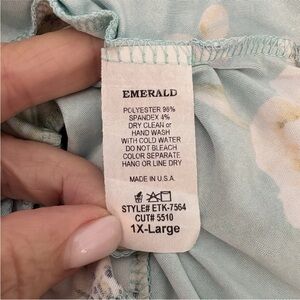 EMERALD
POLYESTER 96%
SPANDEX 4%
DRY CLEAN or
HAND WASH
WITH COLD WATER
DO NOT BLEACH
COLOR SEPARATE
HANG OR LINE DRY
MADE IN U.S.A.
STYLE# ETK-7564
CUT# 5510
1X-Large